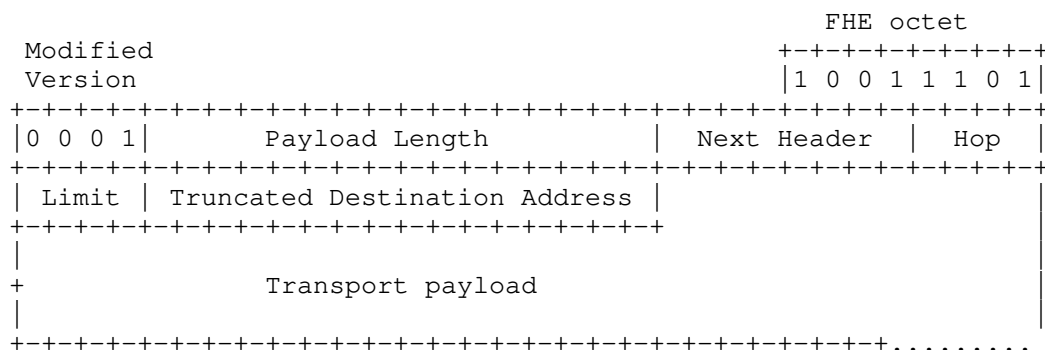 FHE octet
 Modified                                       +-+-+-+-+-+-+-+-+
 Version                                        |1 0 0 1 1 1 0 1|
+-+-+-+-+-+-+-+-+-+-+-+-+-+-+-+-+-+-+-+-+-+-+-+-+-+-+-+-+-+-+-+-+
|0 0 0 1|       Payload Length          |  Next Header  |  Hop  |
+-+-+-+-+-+-+-+-+-+-+-+-+-+-+-+-+-+-+-+-+-+-+-+-+-+-+-+-+-+-+-+-+
| Limit | Truncated Destination Address |                       |
+-+-+-+-+-+-+-+-+-+-+-+-+-+-+-+-+-+-+-+-+                       |
|                                                               |
+               Transport payload                               |
|                                                               |
+-+-+-+-+-+-+-+-+-+-+-+-+-+-+-+-+-+-+-+-+-+-+-+-+-+-+-+.........